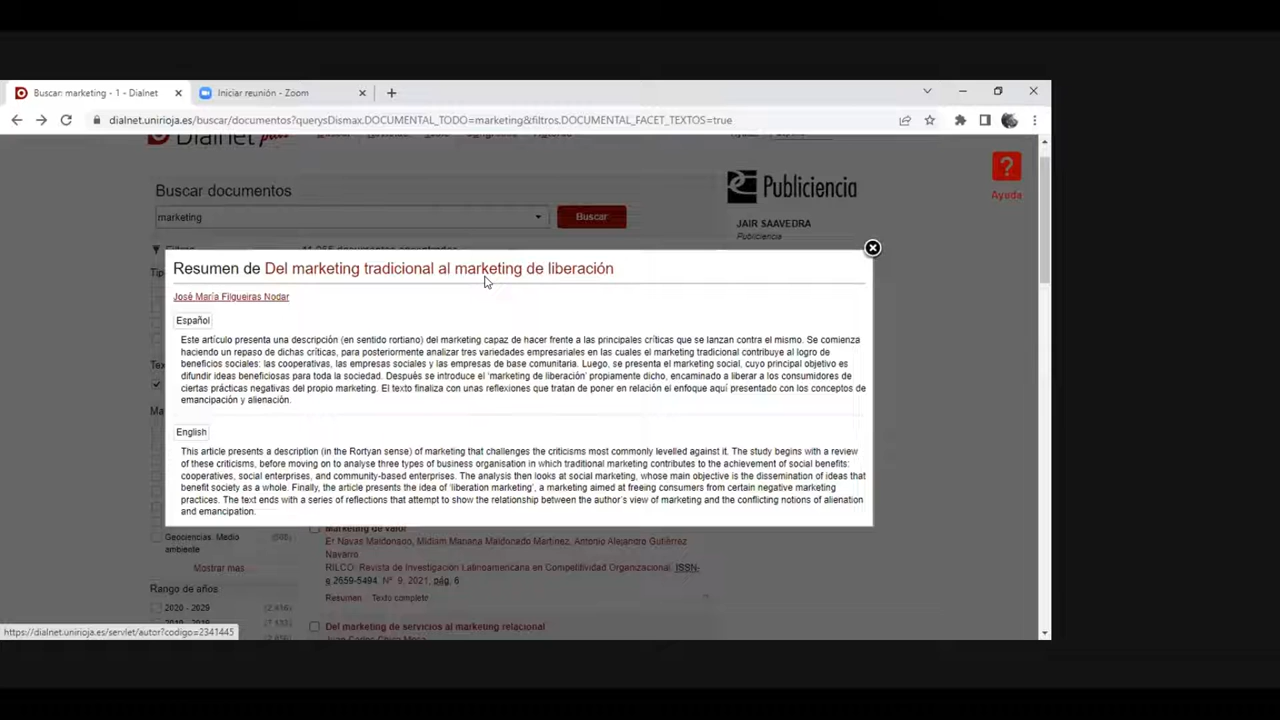 Buscar: marketing - 1 - Dialnet
Iniciar reunión - Zoom
dialnet.unirioja.es/buscar/documentos?querysDismax.DOCUMENTAL_TODO=marketing&filtros.DOCUMENTAL_FACET_TEXTOS=true
Dialnet plus
Buscar documentos
marketing
Buscar
Publiciencia
JAIR SAAVEDRA
Publiciencia
?
Ayuda
Filtros
documentos encontrados
Resumen de Del marketing tradicional al marketing de liberación
José María Filgueiras Nodar
Español
Este artículo presenta una descripción (en sentido rortiano) del marketing capaz de hacer frente a las principales críticas que se lanzan contra el mismo. Se comienza
haciendo un repaso de dichas críticas, para posteriormente analizar tres variedades empresariales en las cuales el marketing tradicional contribuye al logro de
beneficios sociales: las cooperativas, las empresas sociales y las empresas de base comunitaria. Luego, se presenta el marketing social, cuyo principal objetivo es
difundir ideas beneficiosas para toda la sociedad. Después se introduce el 'marketing de liberación' propiamente dicho, encaminado a liberar a los consumidores de
ciertas prácticas negativas del propio marketing. El texto finaliza con unas reflexiones que tratan de poner en relación el enfoque aquí presentado con los conceptos de
emancipación y alienación.
English
This article presents a description (in the Rortyan sense) of marketing that challenges the criticisms most commonly levelled against it. The study begins with a review
of these criticisms, before moving on to analyse three types of business organisation in which traditional marketing contributes to the achievement of social benefits:
cooperatives, social enterprises, and community-based enterprises. The analysis then looks at social marketing, whose main objective is the dissemination of ideas that
benefit society as a whole. Finally, the article presents the idea of 'liberation marketing', a marketing aimed at freeing consumers from certain negative marketing
practices. The text ends with a series of reflections that attempt to show the relationship between the author's view of marketing and the conflicting notions of alienation
and emancipation.
Marketing de valor
Navas Maldonado, Midiam Mariana Maldonado Martínez, Antonio Alejandro Gutiérrez
Navarro
RILCO: Revista de Investigación Latinoamericana en Competitividad Organizacional, ISSN-
e 2659-5494, Nº. 9, 2021, pág. 6
Resumen Texto completo
Geociencias. Medio
ambiente
Mostrar más...
Rango de años
2020 - 2029
Del marketing de servicios al marketing relacional
https://dialnet.unirioja.es/servlet/autor?codigo=2341445